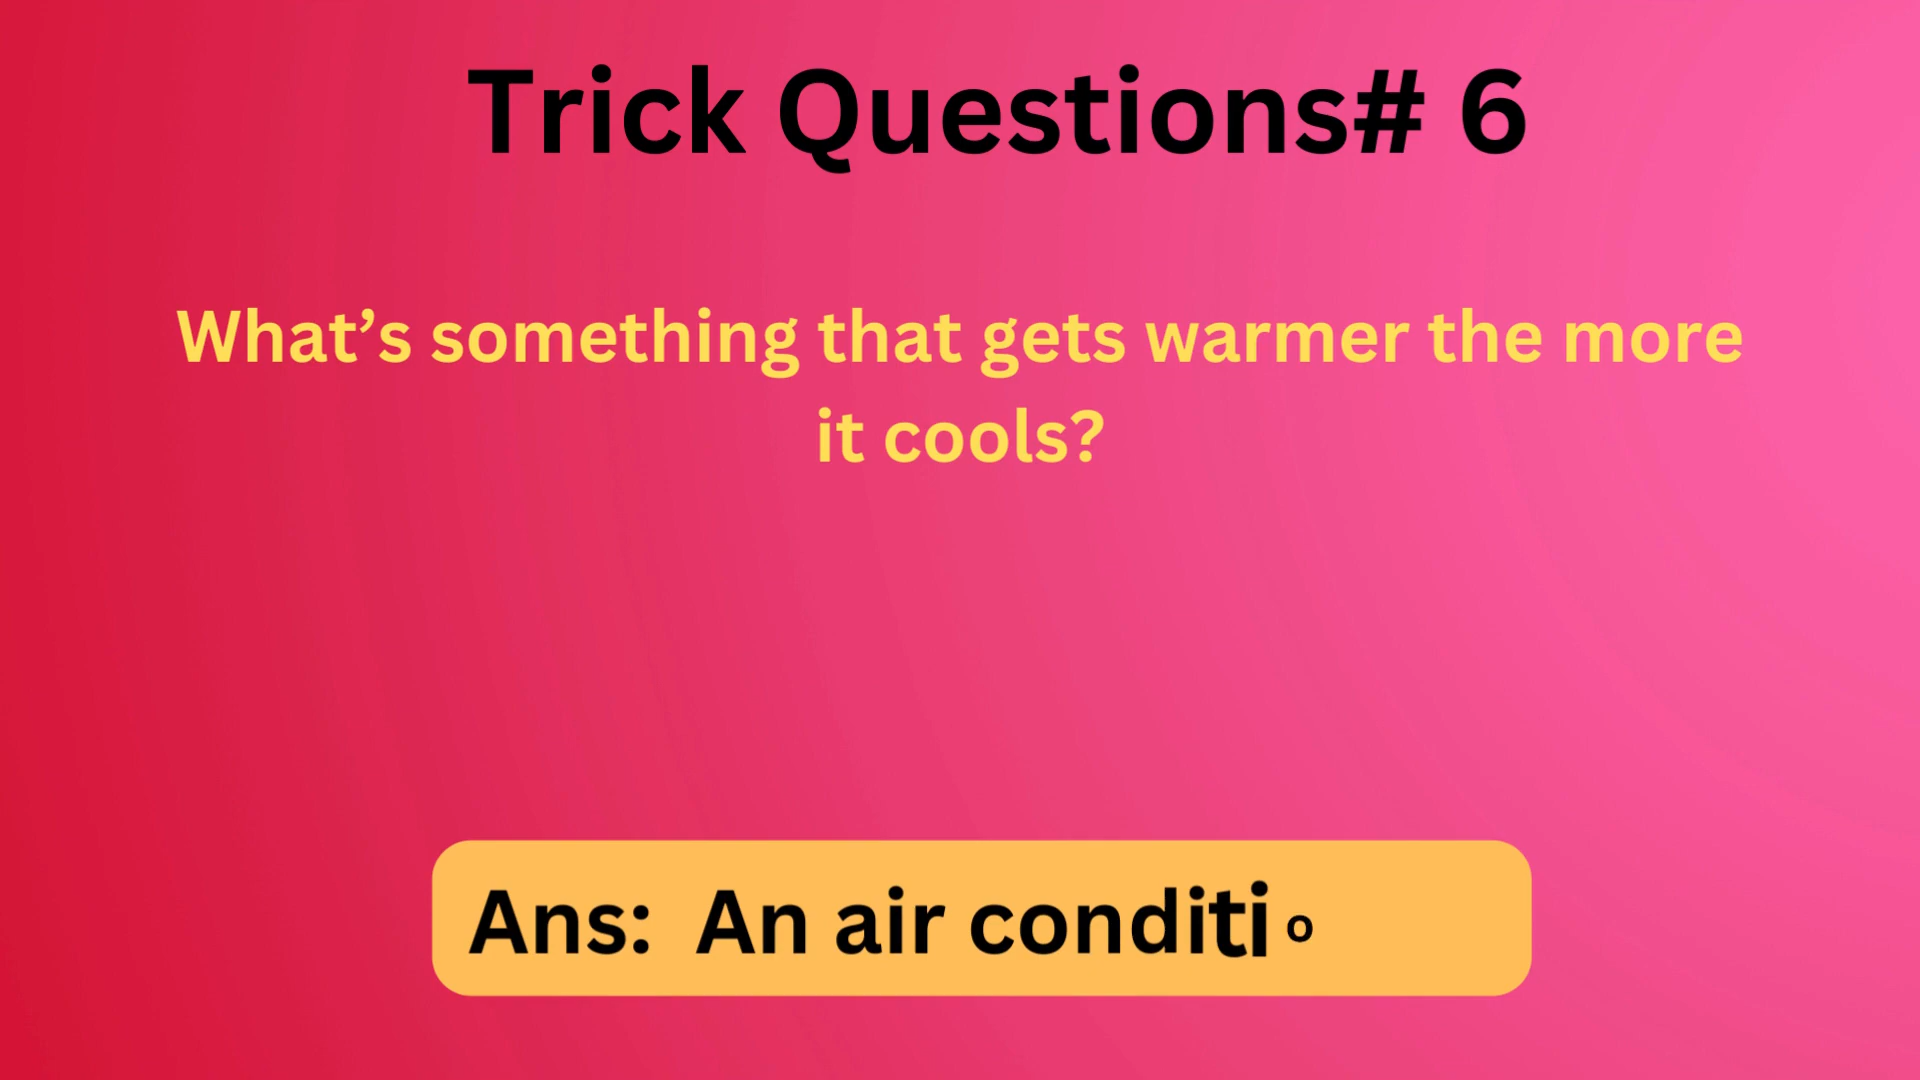 Trick Questions# 6
What’s something that gets warmer the more
it cools?
Ans: An air conditio